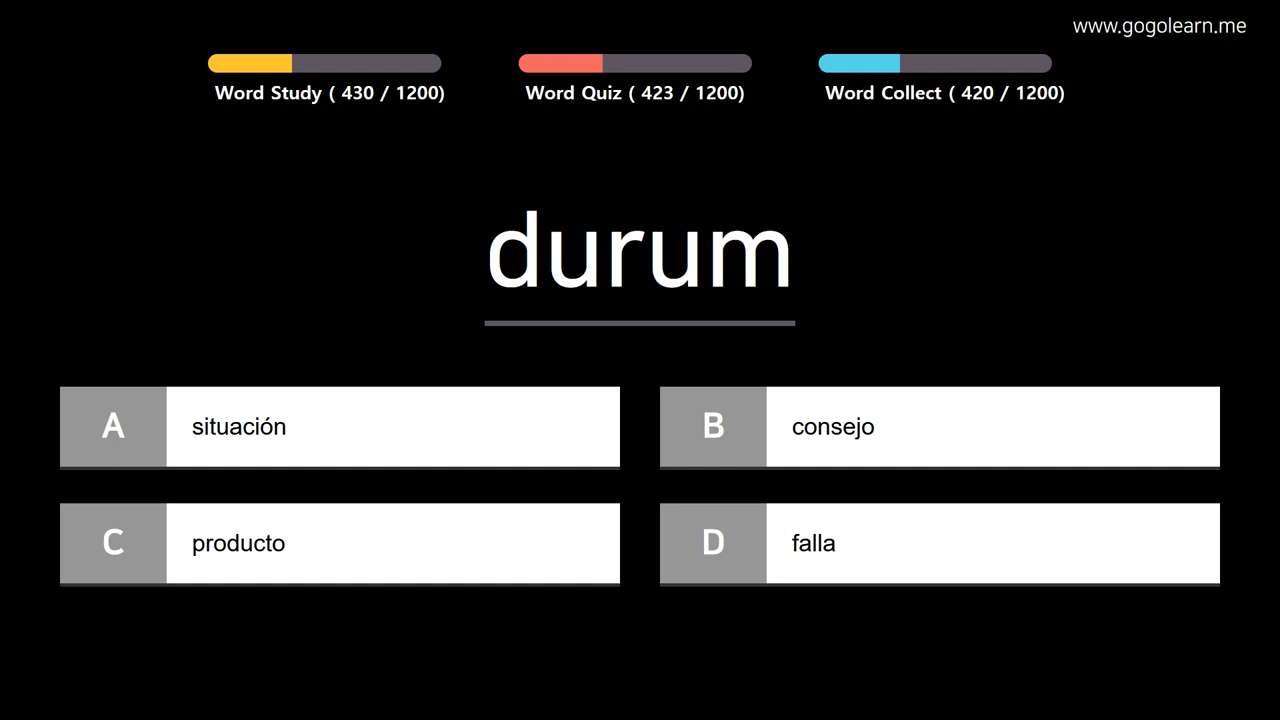 www.gogolearn.me
Word Study ( 430 / 1200)
Word Quiz ( 423 / 1200)
Word Collect ( 420 / 1200)
durum
A situación
B consejo
C producto
D falla